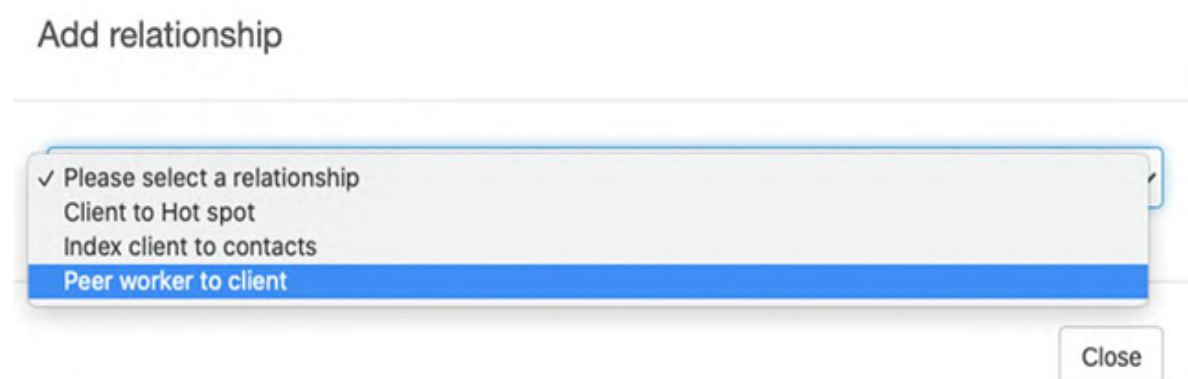 Add relationship
✓ Please select a relationship
Client to Hot spot
Index client to contacts
Peer worker to client
Close